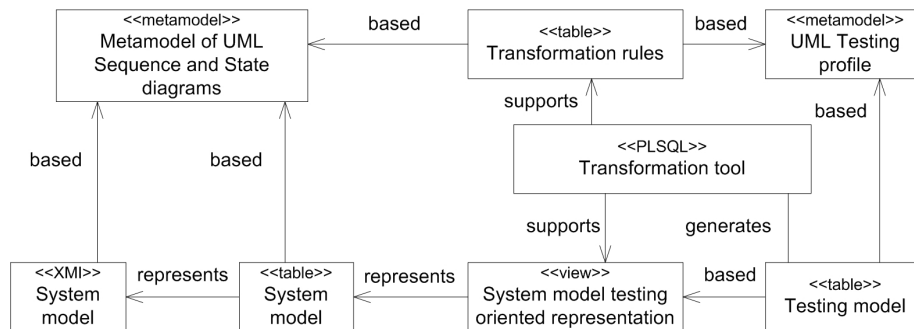 <<metamodel>>
Metamodel of UML
Sequence and State
diagrams
based
<<table>>
Transformation rules
based
<<metamodel>>
UML Testing
profile
supports
based
based
based
<<PLSQL>>
Transformation tool
supports
generates
<<XMI>>
System
model
represents
<<table>>
System
model
represents
<<view>>
System model testing
oriented representation
based
<<table>>
Testing model